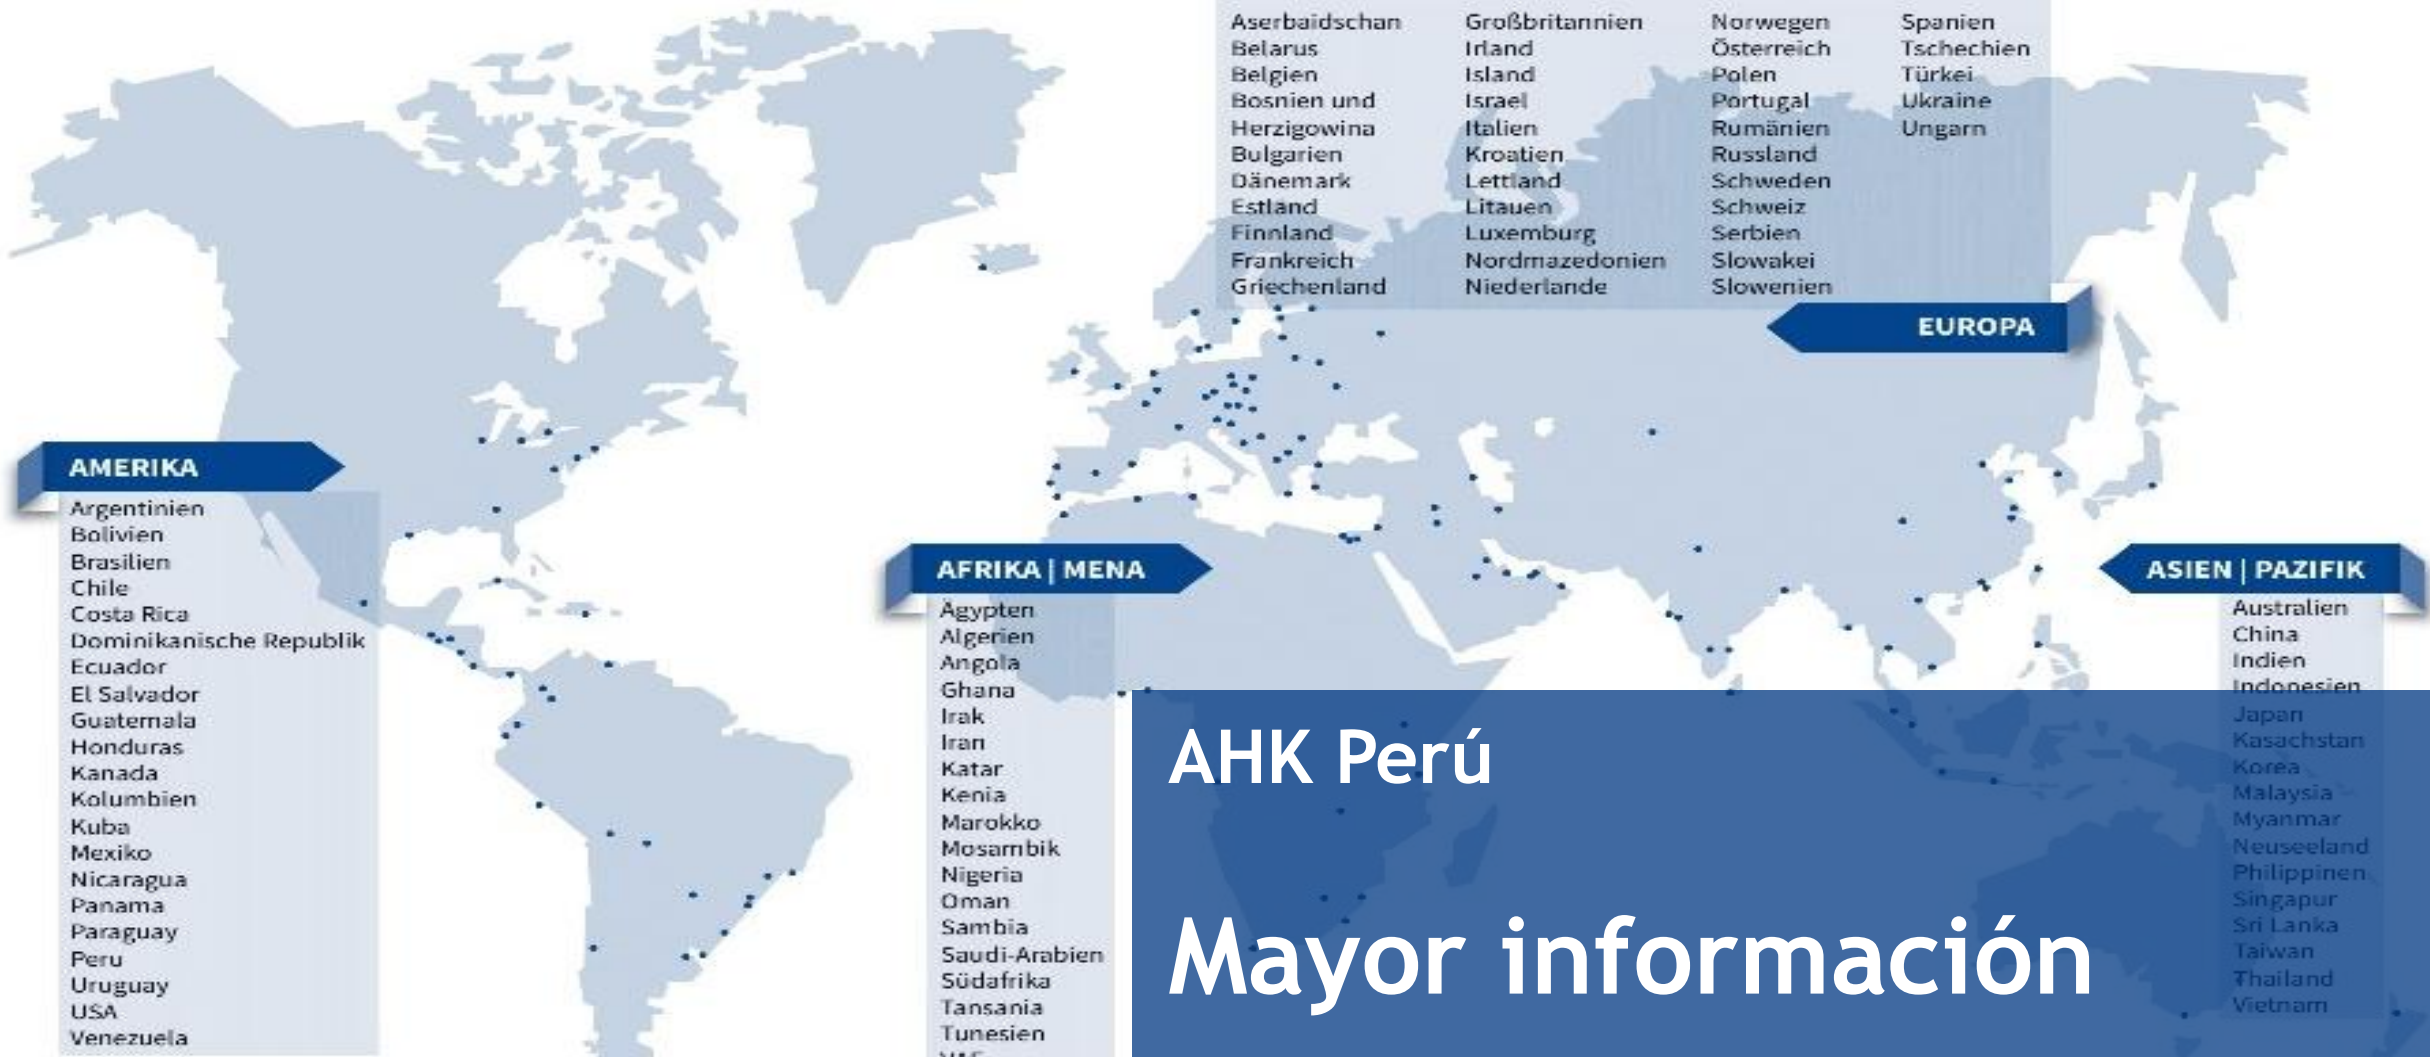 Aserbaidschan
Belarus
Belgien
Bosnien und
Herzigowina
Bulgarien
Dänemark
Estland
Finnland
Frankreich
Griechenland
Großbritannien
Irland
Island
Israel
Italien
Kroatien
Lettland
Litauen
Luxemburg
Nordmazedonien
Niederlande
Norwegen
Österreich
Polen
Portugal
Rumänien
Russland
Schweden
Schweiz
Serbien
Slowakei
Slowenien
Spanien
Tschechien
Türkei
Ukraine
Ungarn
EUROPA
AMERIKA
Argentinien
Bolivien
Brasilien
Chile
Costa Rica
Dominikanische Republik
Ecuador
El Salvador
Guatemala
Honduras
Kanada
Kolumbien
Kuba
Mexiko
Nicaragua
Panama
Paraguay
Peru
Uruguay
USA
Venezuela
AFRIKA | MENA
Ägypten
Algerien
Angola
Ghana
Irak
Iran
Katar
Kenia
Marokko
Mosambik
Nigeria
Oman
Sambia
Saudi-Arabien
Südafrika
Tansania
Tunesien
ASIEN | PAZIFIK
Australien
China
Indien
Indonesien
Japan
Kasachstan
Korea
Malaysia
Myanmar
Neuseeland
Philippinen
Singapur
Sri Lanka
Taiwan
Thailand
Vietnam
AHK Perú
Mayor información